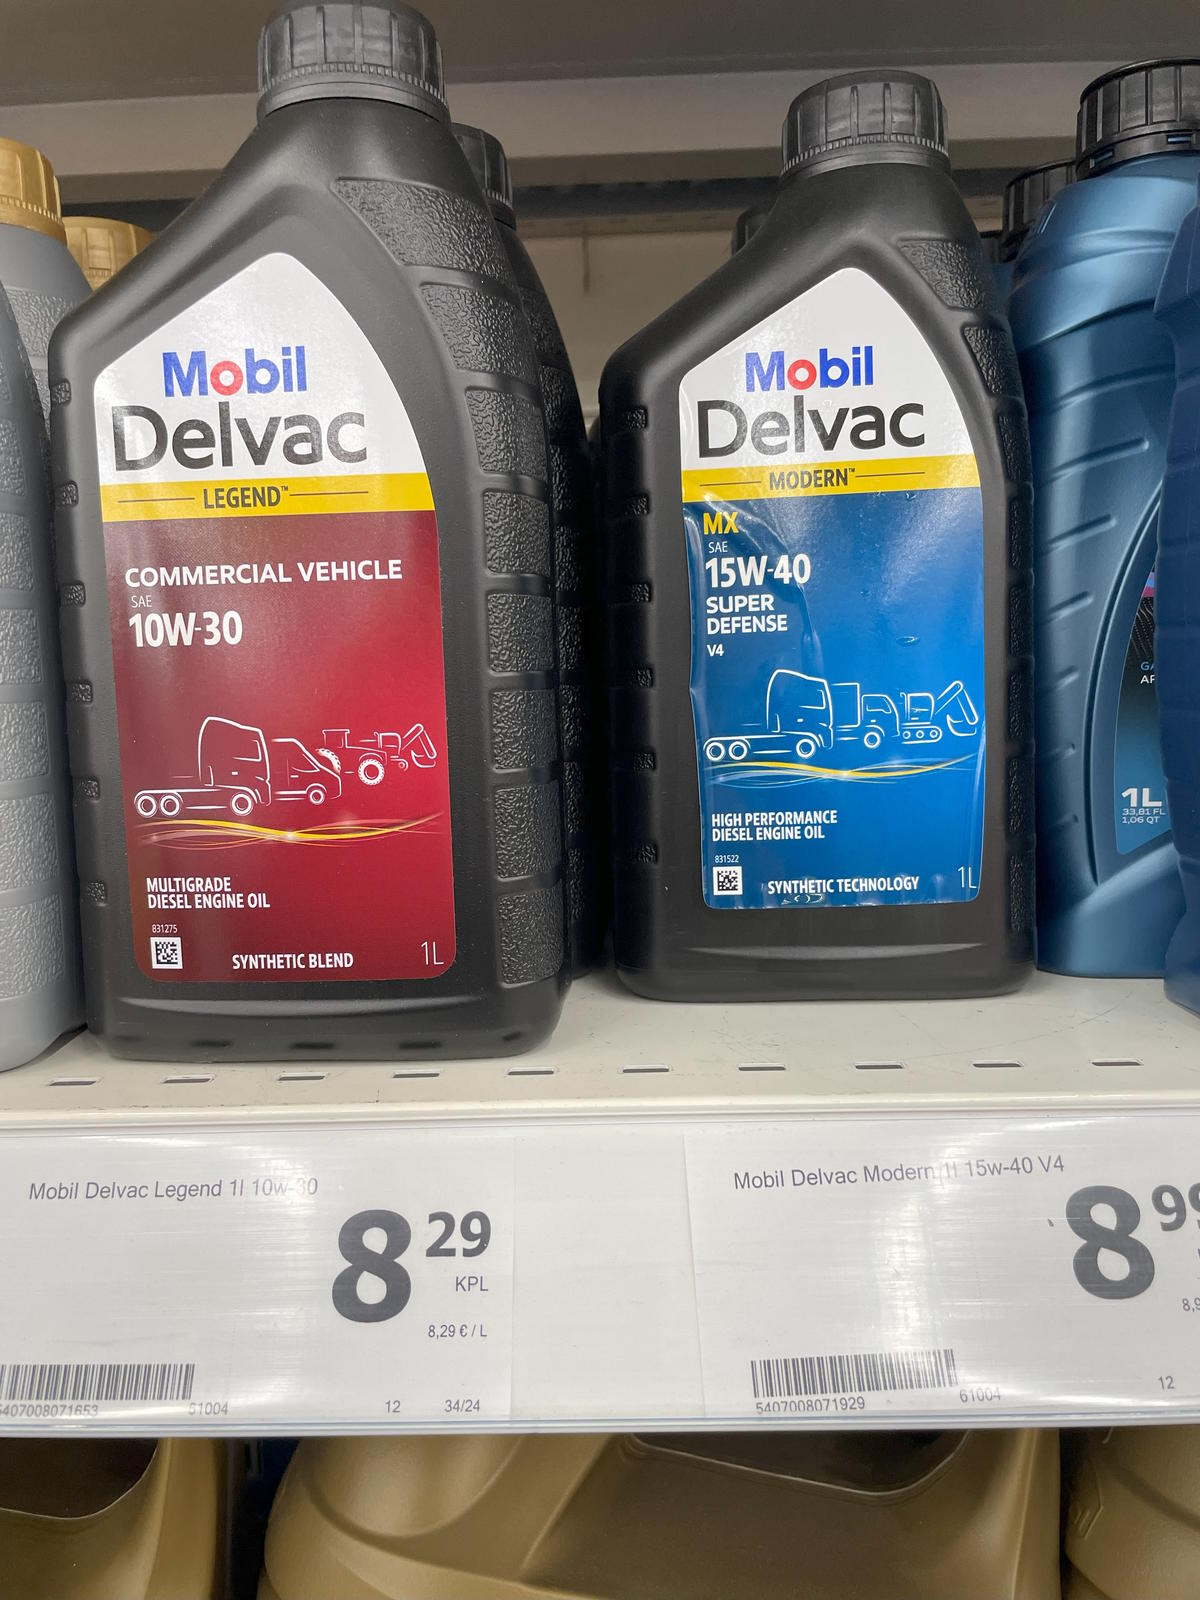 Mobil
Delvac
LEGEND™
COMMERCIAL VEHICLE
SAE
10W-30
MULTIGRADE
DIESEL ENGINE OIL
831275
SYNTHETIC BLEND
1L
Mobil
Delvac
MODERN™
MX
SAE
15W-40
SUPER
DEFENSE
V4
HIGH PERFORMANCE
DIESEL ENGINE OIL
831522
SYNTHETIC TECHNOLOGY
1L
1L
33,81 FL
1,06 QT
Mobil Delvac Legend 1l 10w-30
8 29
KPL
8,29 € / L
5407008071653
12
34/24
Mobil Delvac Modern 1l 15w-40 V4
8 99
5407008071929
61004
12